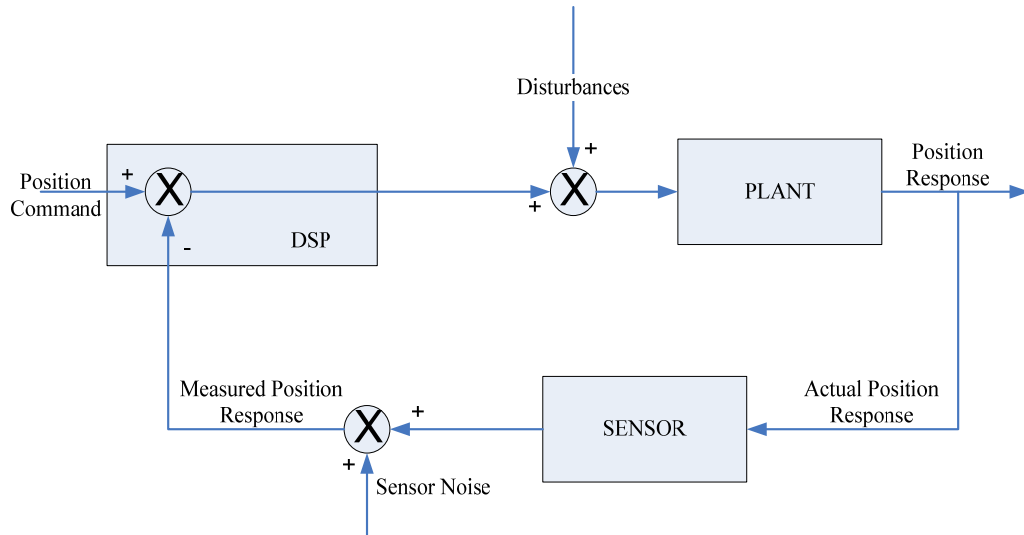 Disturbances
+
Position
Command
+
X
-
DSP
+
X
PLANT
Position
Response
Measured Position
Response
X
+
+
Sensor Noise
SENSOR
Actual Position
Response